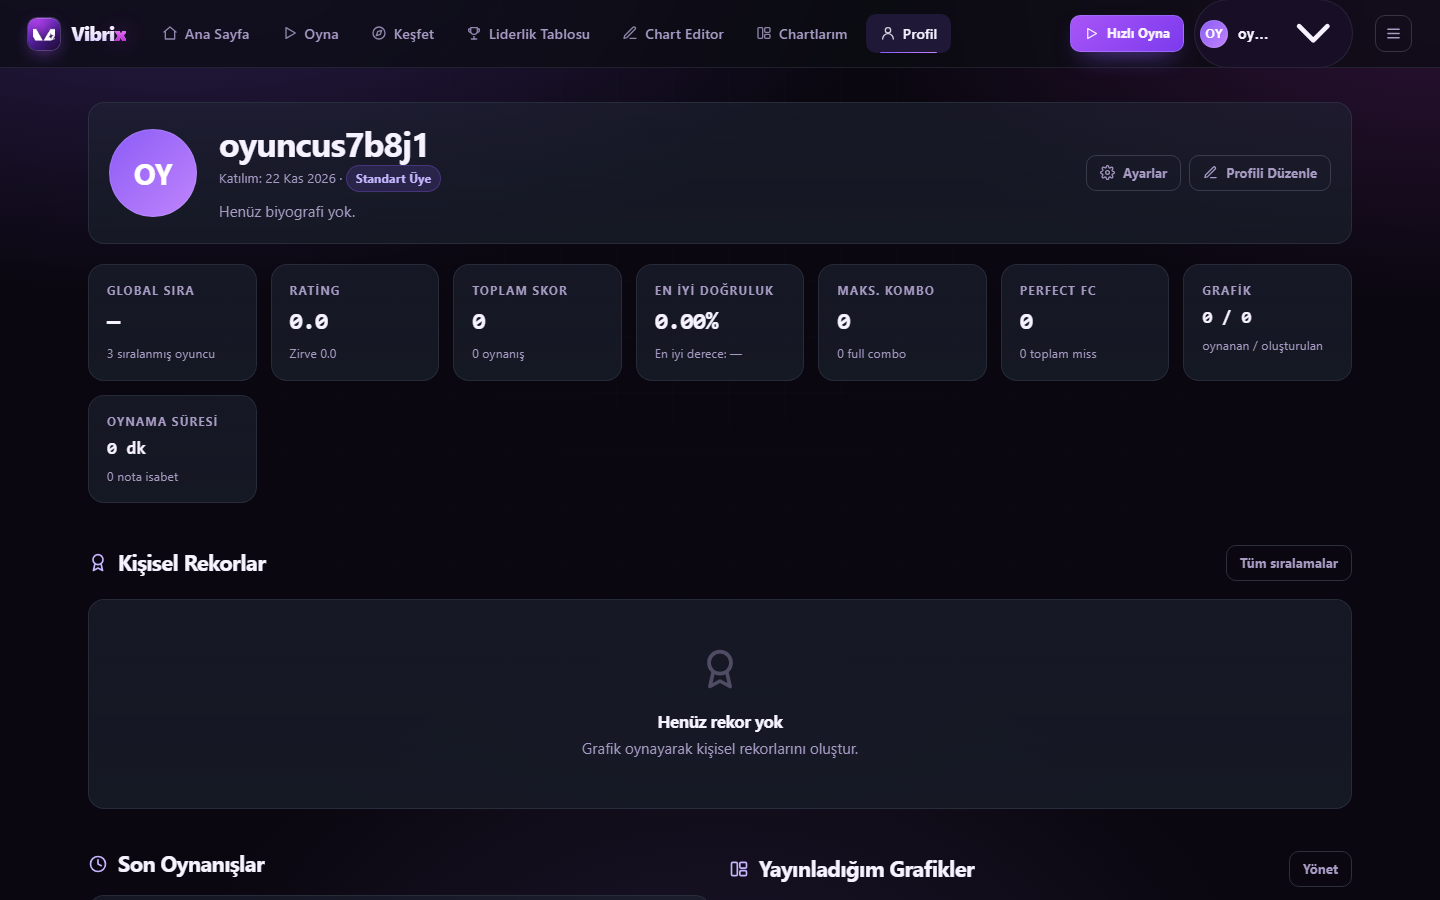 Vibrix
Ana Sayfa
Oyna
Keşfet
Liderlik Tablosu
Chart Editor
Chartlarım
Profil
Hızlı Oyna
OY
oy...
OY
oyuncus7b8j1
Katılım: 22 Kas 2026 · Standart Üye
Henüz biyografi yok.
Ayarlar
Profili Düzenle
GLOBAL SIRA
—
3 sıralanmış oyuncu
RATİNG
0.0
Zirve 0.0
TOPLAM SKOR
0
0 oynanış
EN İYİ DOĞRULUK
0.00%
En iyi derece: —
MAKS. KOMBO
0
0 full combo
PERFECT FC
0
0 toplam miss
GRAFİK
0 / 0
oynanan / oluşturulan
OYNAMA SÜRESİ
0 dk
0 nota isabet
Kişisel Rekorlar
Tüm sıralamalar
Henüz rekor yok
Grafik oynayarak kişisel rekorlarını oluştur.
Son Oynanışlar
Yayınladığım Grafikler
Yönet